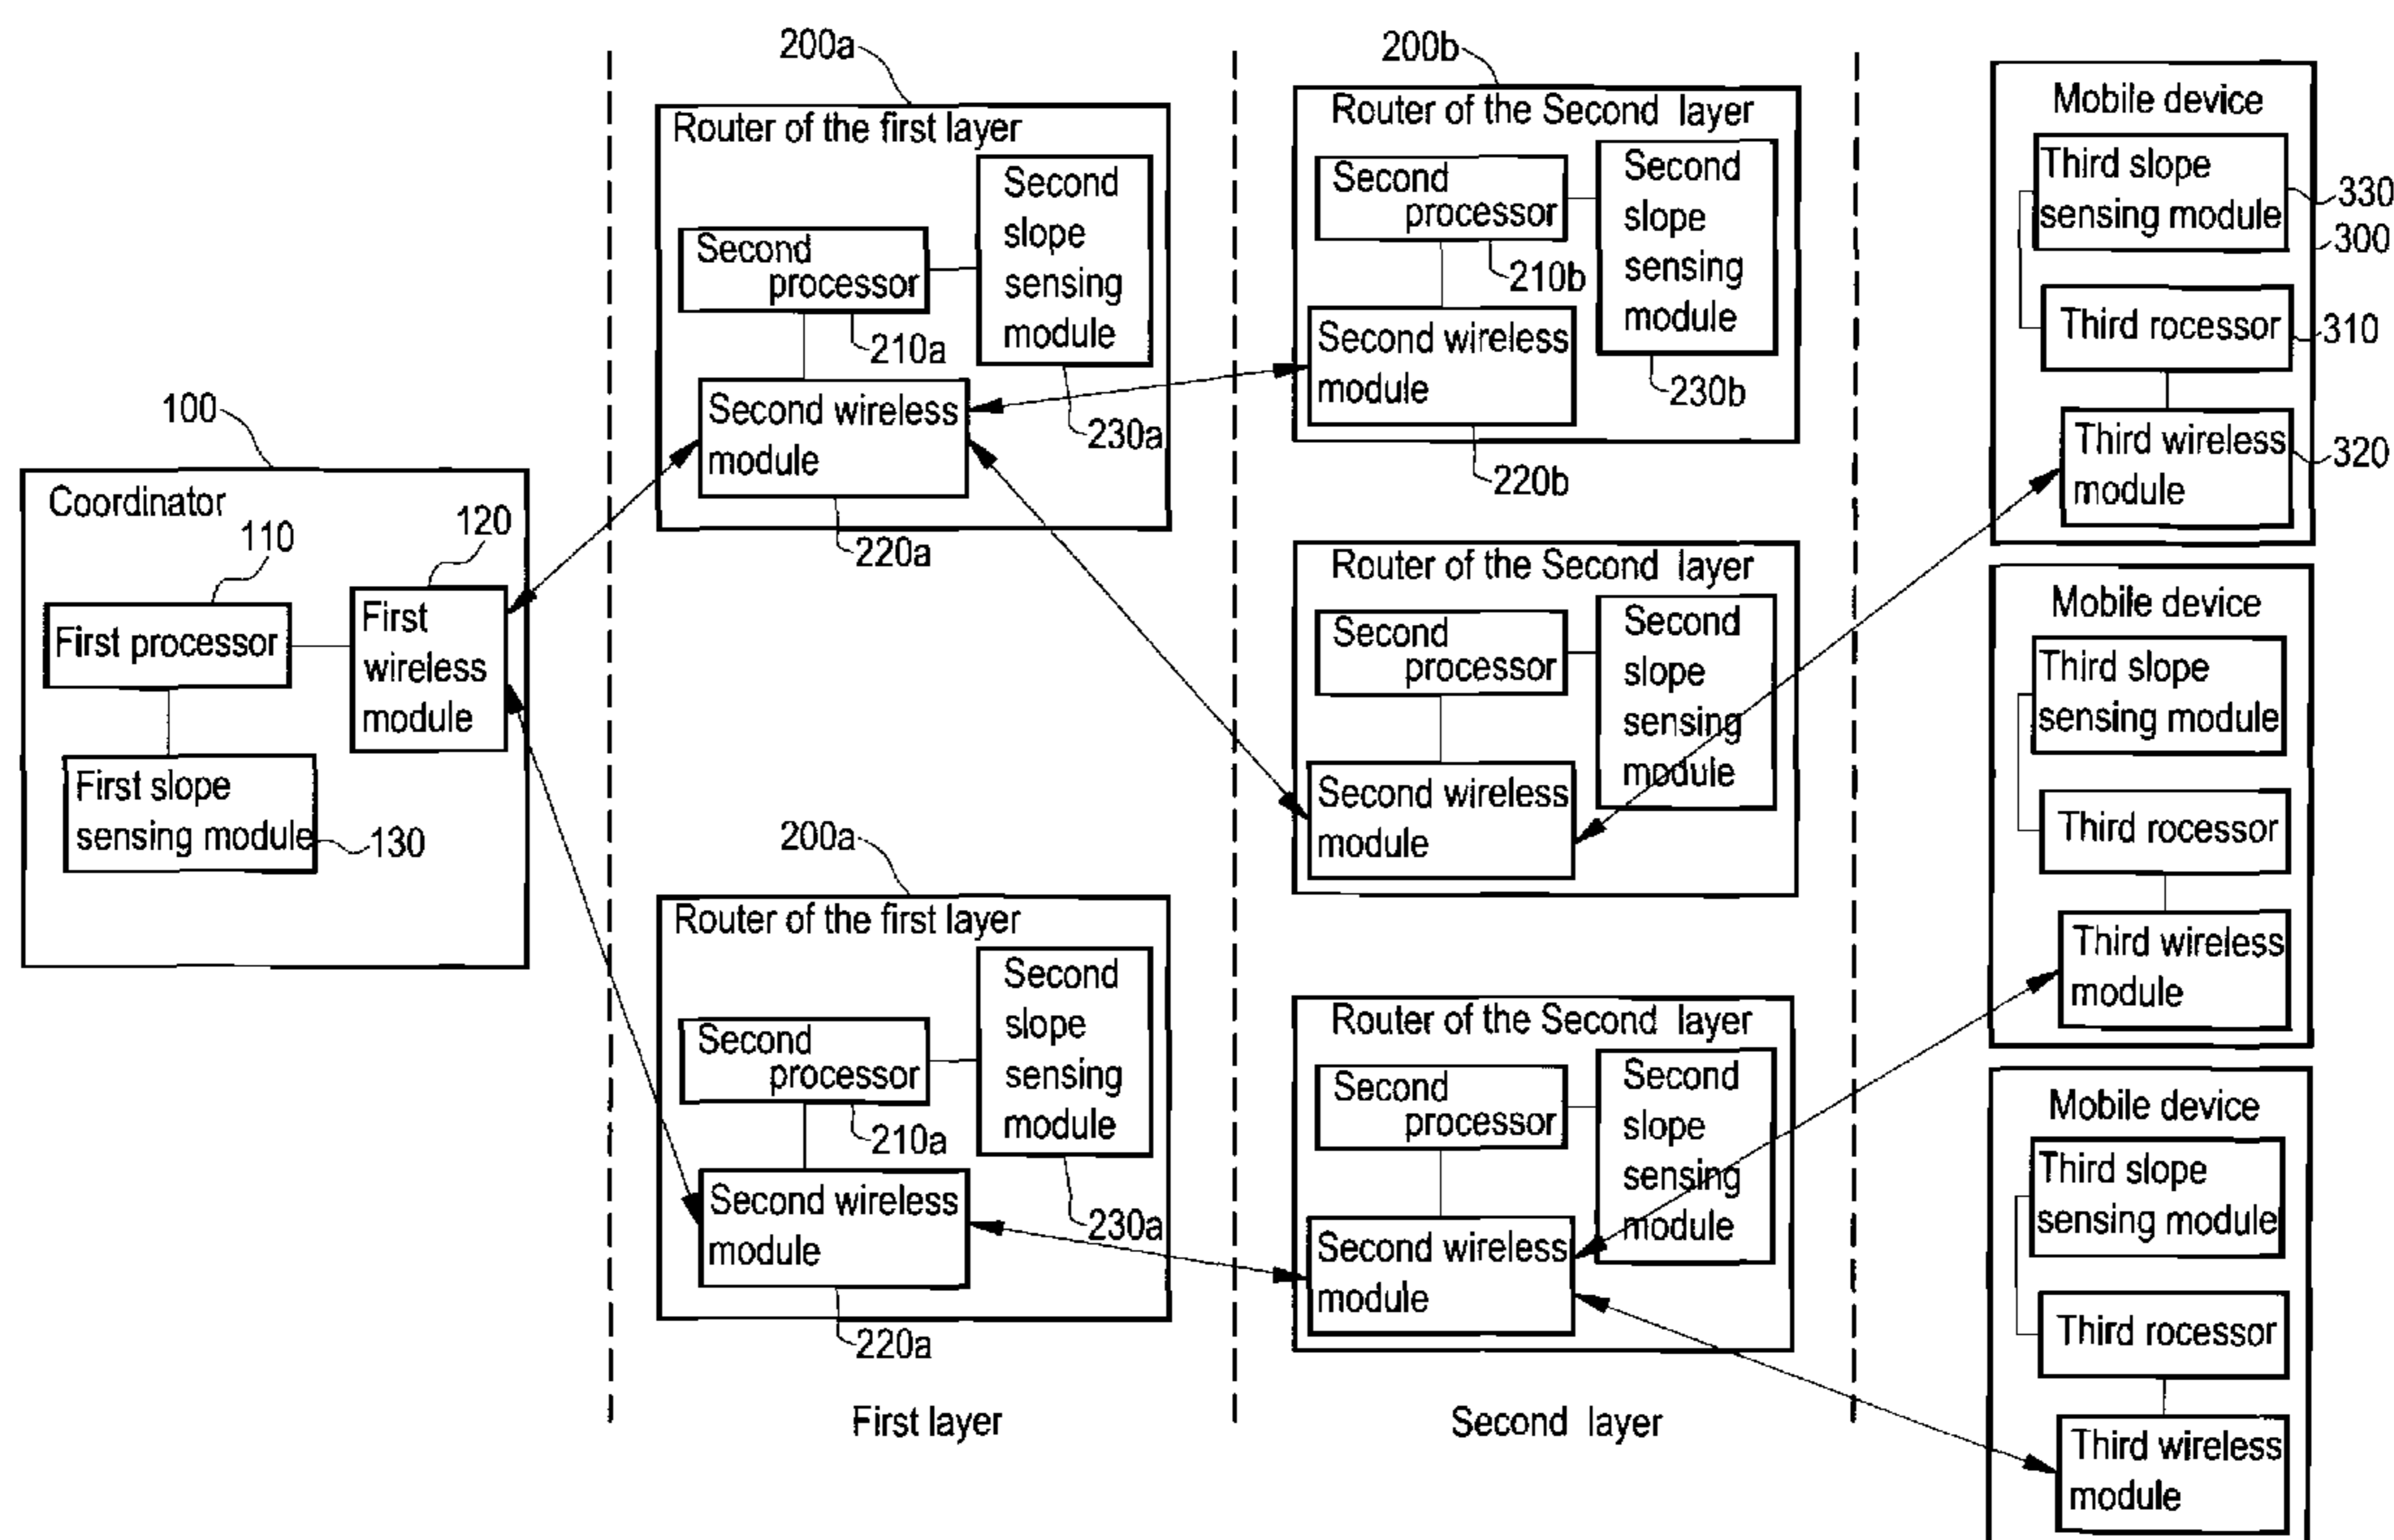 100
Coordinator
110
120
First processor
First
wireless
module
First slope
sensing module
130
200a
Router of the first layer
Second
processor
210a
Second
slope
sensing
module
230a
Second wireless
module
220a
200a
Router of the first layer
Second
processor
210a
Second
slope
sensing
module
230a
Second wireless
module
220a
First layer
200b
Router of the Second layer
Second
processor
210b
Second
slope
sensing
module
230b
Second wireless
module
220b
Router of the Second layer
Second
processor
Second
slope
sensing
module
Second wireless
module
Router of the Second layer
Second
processor
Second
slope
sensing
module
Second wireless
module
Second layer
Mobile device
Third slope
sensing module
330
300
Third rocessor
310
Third wireless
module
320
Mobile device
Third slope
sensing module
Third rocessor
Third wireless
module
Mobile device
Third slope
sensing module
Third rocessor
Third wireless
module